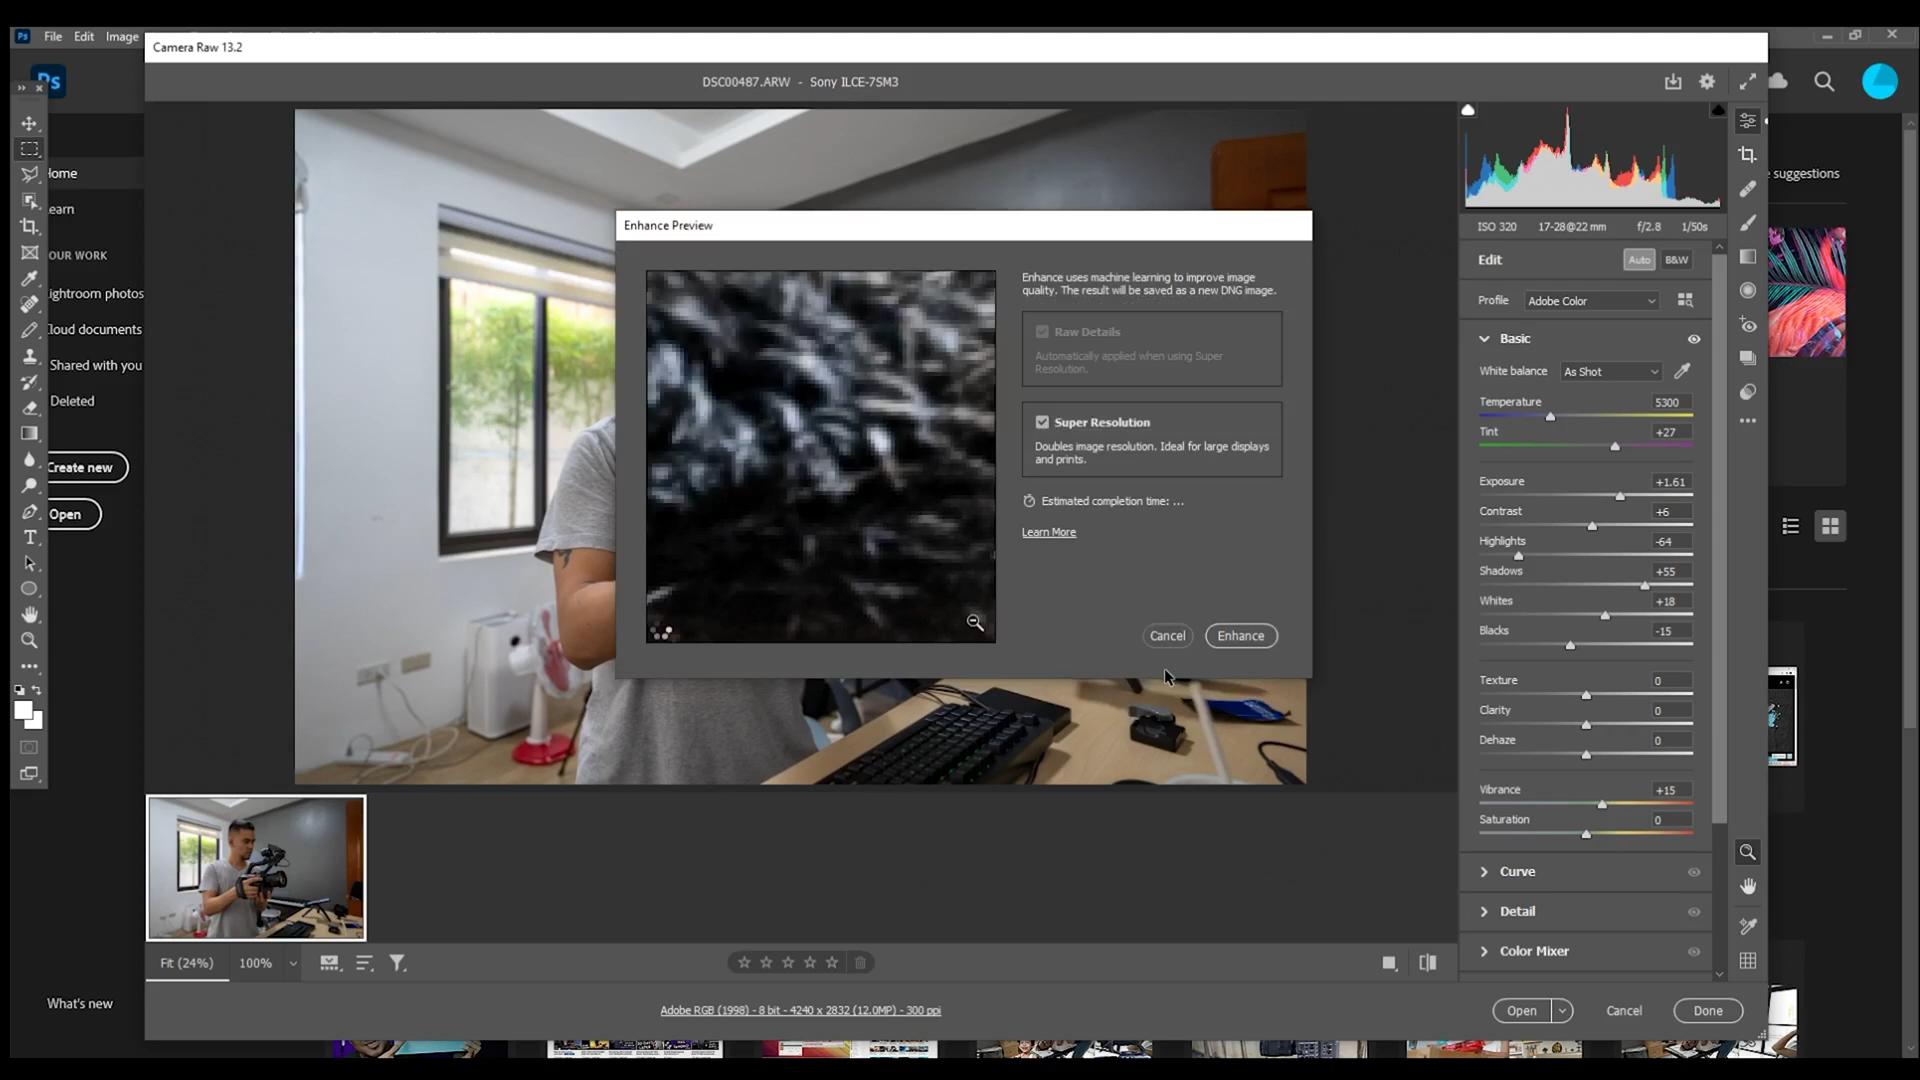 Ps File Edit Image
Camera Raw 13.2
DSC00487.ARW - Sony ILCE-7SM3
Ps
Home
Learn
YOUR WORK
Lightroom photos
Cloud documents
Shared with you
Deleted
Create new
Open
What's new
suggestions
Enhance Preview
Enhance uses machine learning to improve image
quality. The result will be saved as a new DNG image.
Raw Details
Automatically applied when using Super
Resolution.
Super Resolution
Doubles image resolution. Ideal for large displays
and prints.
Estimated completion time: ...
Learn More
Cancel Enhance
ISO 320 17-28@22 mm f/2.8 1/50s
Edit Auto B&W
Profile Adobe Color
Basic
White balance As Shot
Temperature 5300
Tint +27
Exposure +1.61
Contrast +6
Highlights -64
Shadows +55
Whites +18
Blacks -15
Texture 0
Clarity 0
Dehaze 0
Vibrance +15
Saturation 0
Curve
Detail
Color Mixer
Fit (24%) 100%
Adobe RGB (1998) - 8 bit - 4240 x 2832 (12.0MP) - 300 ppi
Open Cancel Done